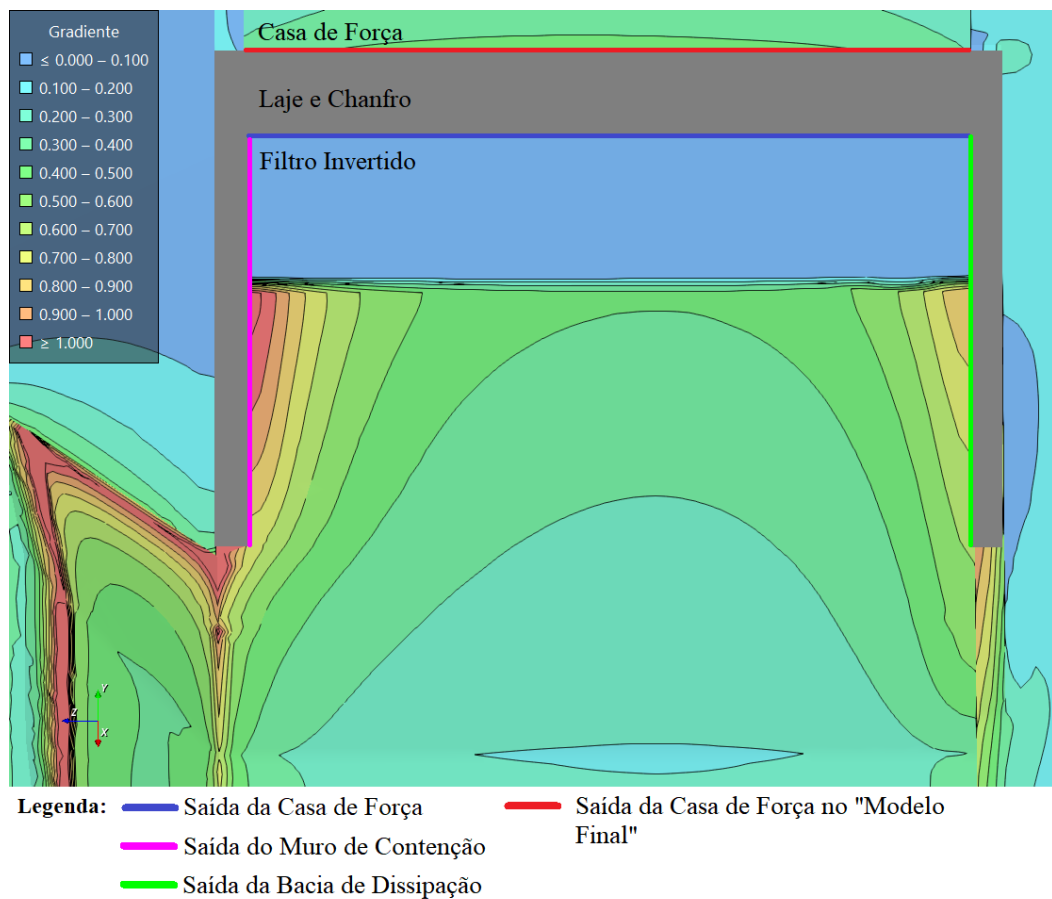 Gradiente
≤ 0.000 – 0.100
0.100 – 0.200
0.200 – 0.300
0.300 – 0.400
0.400 – 0.500
0.500 – 0.600
0.600 – 0.700
0.700 – 0.800
0.800 – 0.900
0.900 – 1.000
≥ 1.000
Casa de Força
Laje e Chanfro
Filtro Invertido
Y
Z
X
Legenda:
Saída da Casa de Força
Saída do Muro de Contenção
Saída da Bacia de Dissipação
Saída da Casa de Força no "Modelo
Final"